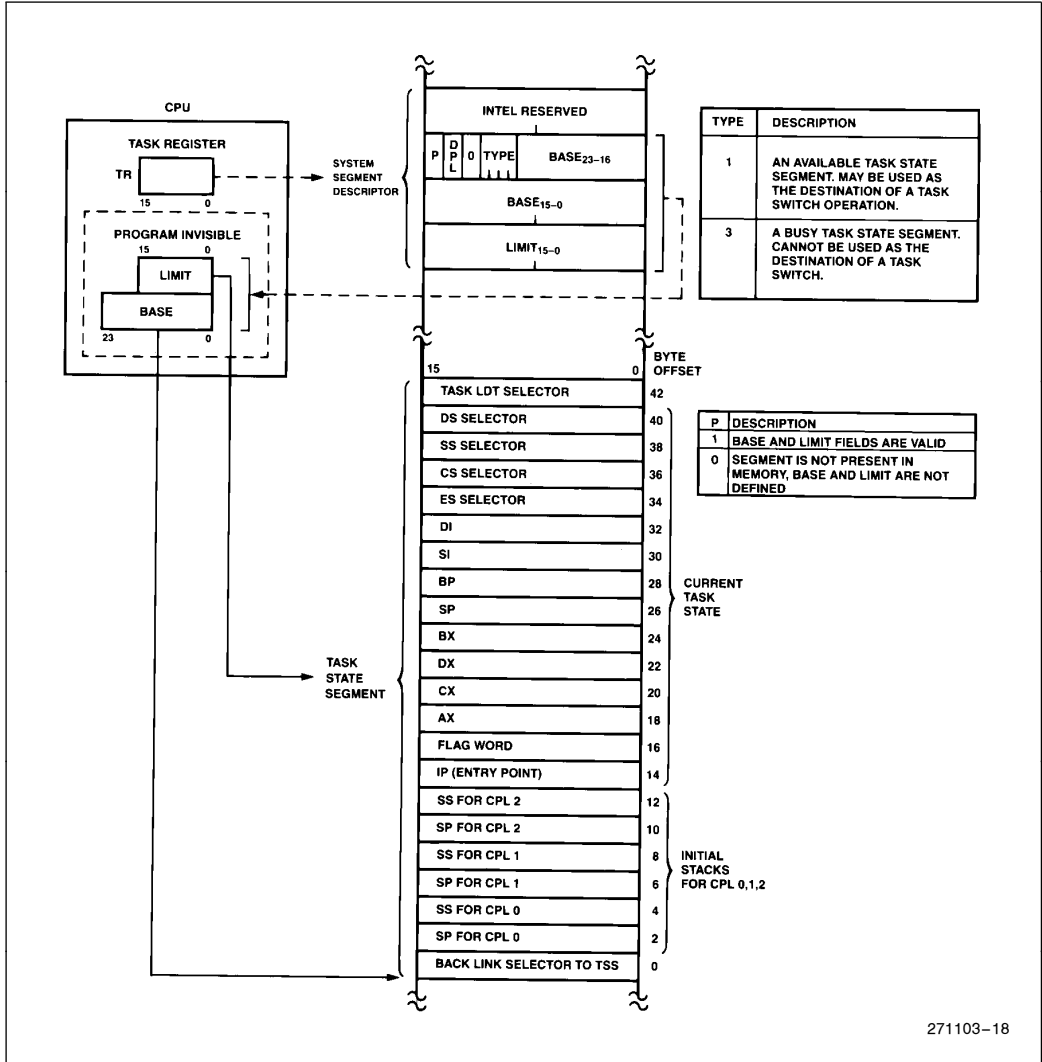 CPU
TASK REGISTER
TR
15 0
PROGRAM INVISIBLE
15 0
LIMIT
BASE
23 0
SYSTEM
SEGMENT
DESCRIPTOR
INTEL RESERVED
P DPL 0 TYPE BASE23–16
BASE15–0
LIMIT15–0
TYPE DESCRIPTION
1 AN AVAILABLE TASK STATE
SEGMENT. MAY BE USED AS
THE DESTINATION OF A TASK
SWITCH OPERATION.
3 A BUSY TASK STATE SEGMENT.
CANNOT BE USED AS THE
DESTINATION OF A TASK
SWITCH.
15 0
BYTE
OFFSET
TASK LDT SELECTOR 42
DS SELECTOR 40
SS SELECTOR 38
CS SELECTOR 36
ES SELECTOR 34
DI 32
SI 30
BP 28
SP 26
BX 24
DX 22
CX 20
AX 18
FLAG WORD 16
IP (ENTRY POINT) 14
SS FOR CPL 2 12
SP FOR CPL 2 10
SS FOR CPL 1 8
SP FOR CPL 1 6
SS FOR CPL 0 4
SP FOR CPL 0 2
BACK LINK SELECTOR TO TSS 0
TASK
STATE
SEGMENT
CURRENT
TASK
STATE
INITIAL
STACKS
FOR CPL 0,1,2
P DESCRIPTION
1 BASE AND LIMIT FIELDS ARE VALID
0 SEGMENT IS NOT PRESENT IN
MEMORY, BASE AND LIMIT ARE NOT
DEFINED
271103–18